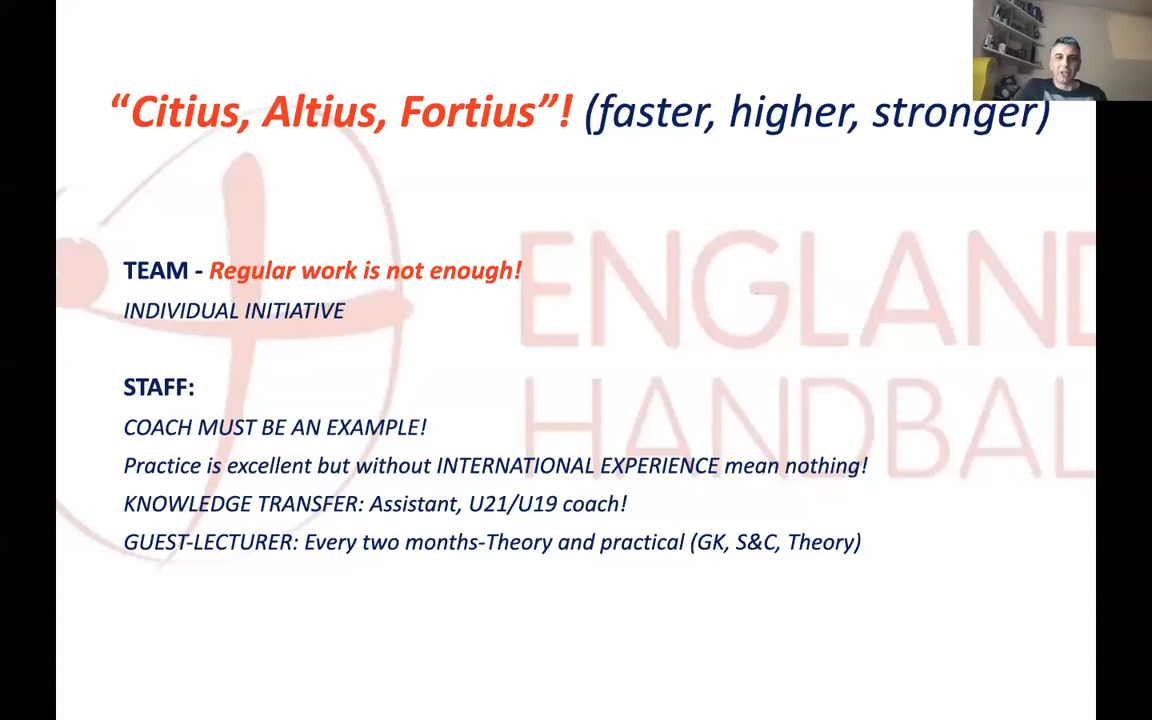 “Citius, Altius, Fortius”! (faster, higher, stronger)
TEAM - Regular work is not enough!
INDIVIDUAL INITIATIVE
STAFF:
COACH MUST BE AN EXAMPLE!
Practice is excellent but without INTERNATIONAL EXPERIENCE mean nothing!
KNOWLEDGE TRANSFER: Assistant, U21/U19 coach!
GUEST-LECTURER: Every two months-Theory and practical (GK, S&C, Theory)
ENGLAND
HANDBAL